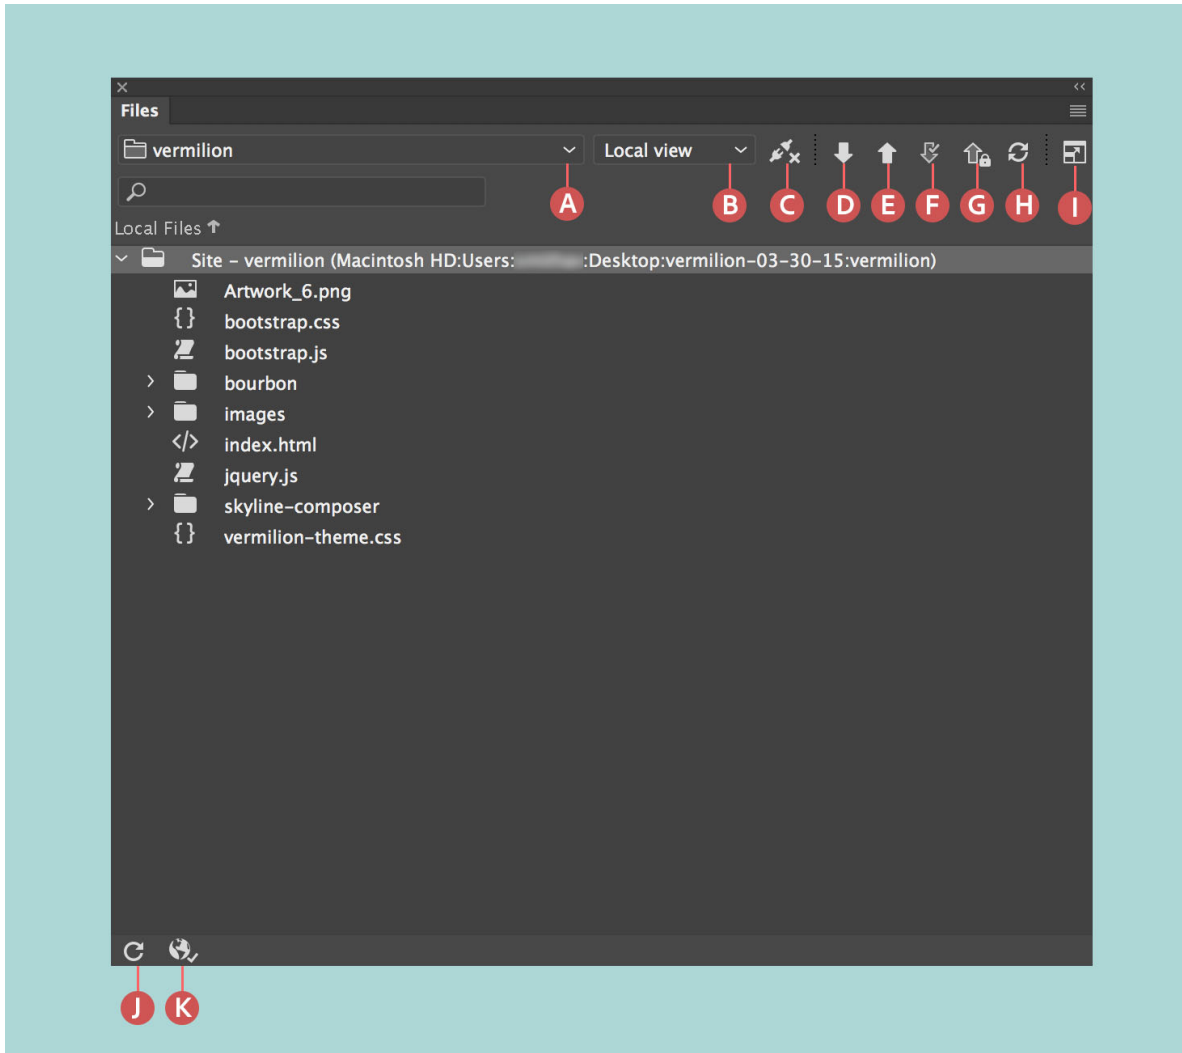 Files
vermilion
Local view
A B C D E F G H I
Local Files
Site – vermilion (Macintosh HD:Users: :Desktop:vermilion-03-30-15:vermilion)
Artwork_6.png
bootstrap.css
bootstrap.js
bourbon
images
index.html
jquery.js
skyline-composer
vermilion-theme.css
J K